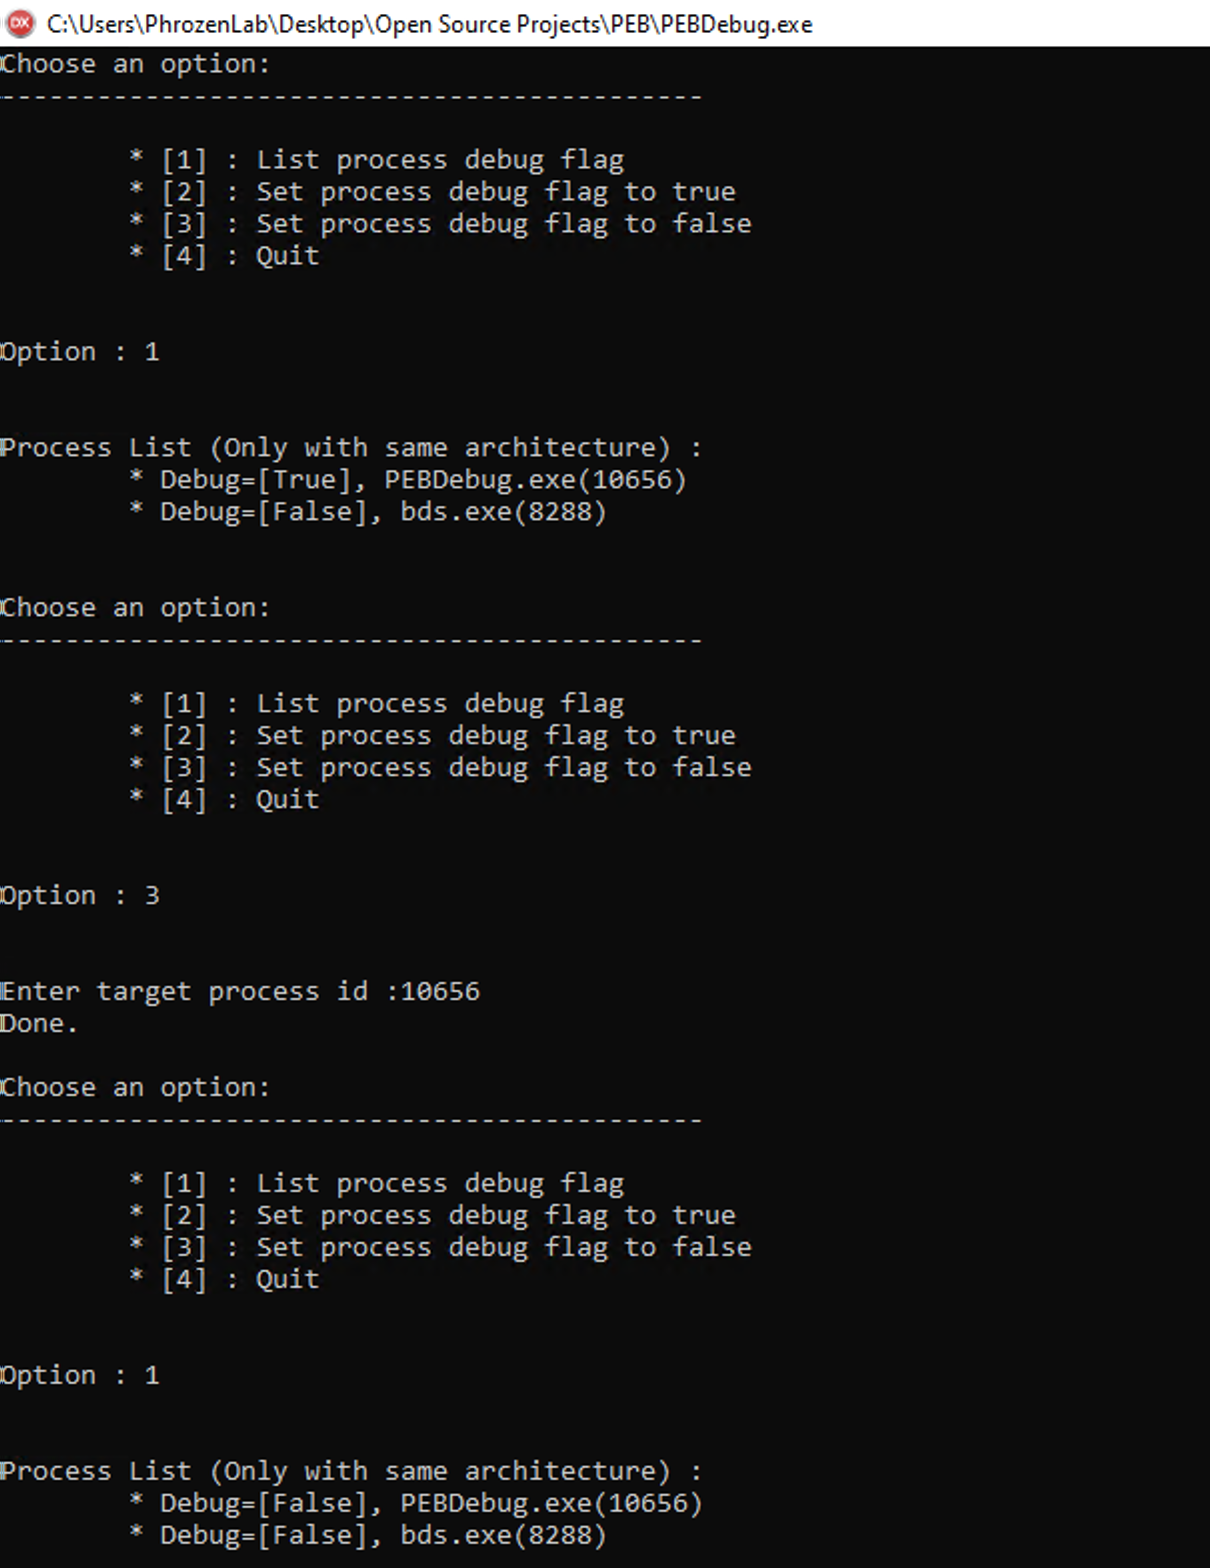 DX C:\Users\PhrozenLab\Desktop\Open Source Projects\PEB\PEBDebug.exe
Choose an option:
--------------------------------------------
* [1] : List process debug flag
* [2] : Set process debug flag to true
* [3] : Set process debug flag to false
* [4] : Quit
Option : 1
Process List (Only with same architecture) :
* Debug=[True], PEBDebug.exe(10656)
* Debug=[False], bds.exe(8288)
Choose an option:
--------------------------------------------
* [1] : List process debug flag
* [2] : Set process debug flag to true
* [3] : Set process debug flag to false
* [4] : Quit
Option : 3
Enter target process id :10656
Done.
Choose an option:
--------------------------------------------
* [1] : List process debug flag
* [2] : Set process debug flag to true
* [3] : Set process debug flag to false
* [4] : Quit
Option : 1
Process List (Only with same architecture) :
* Debug=[False], PEBDebug.exe(10656)
* Debug=[False], bds.exe(8288)